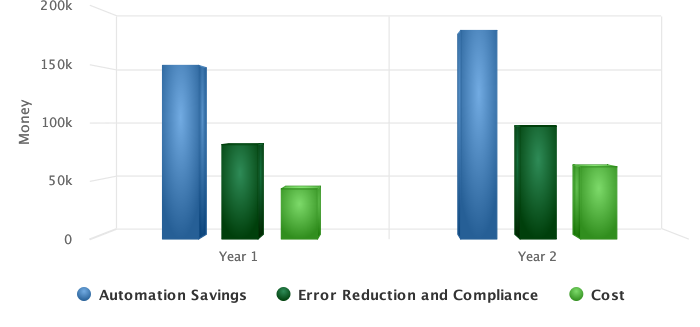 200k
150k
Money
100k
50k
0
Year 1 Year 2
Automation Savings Error Reduction and Compliance Cost